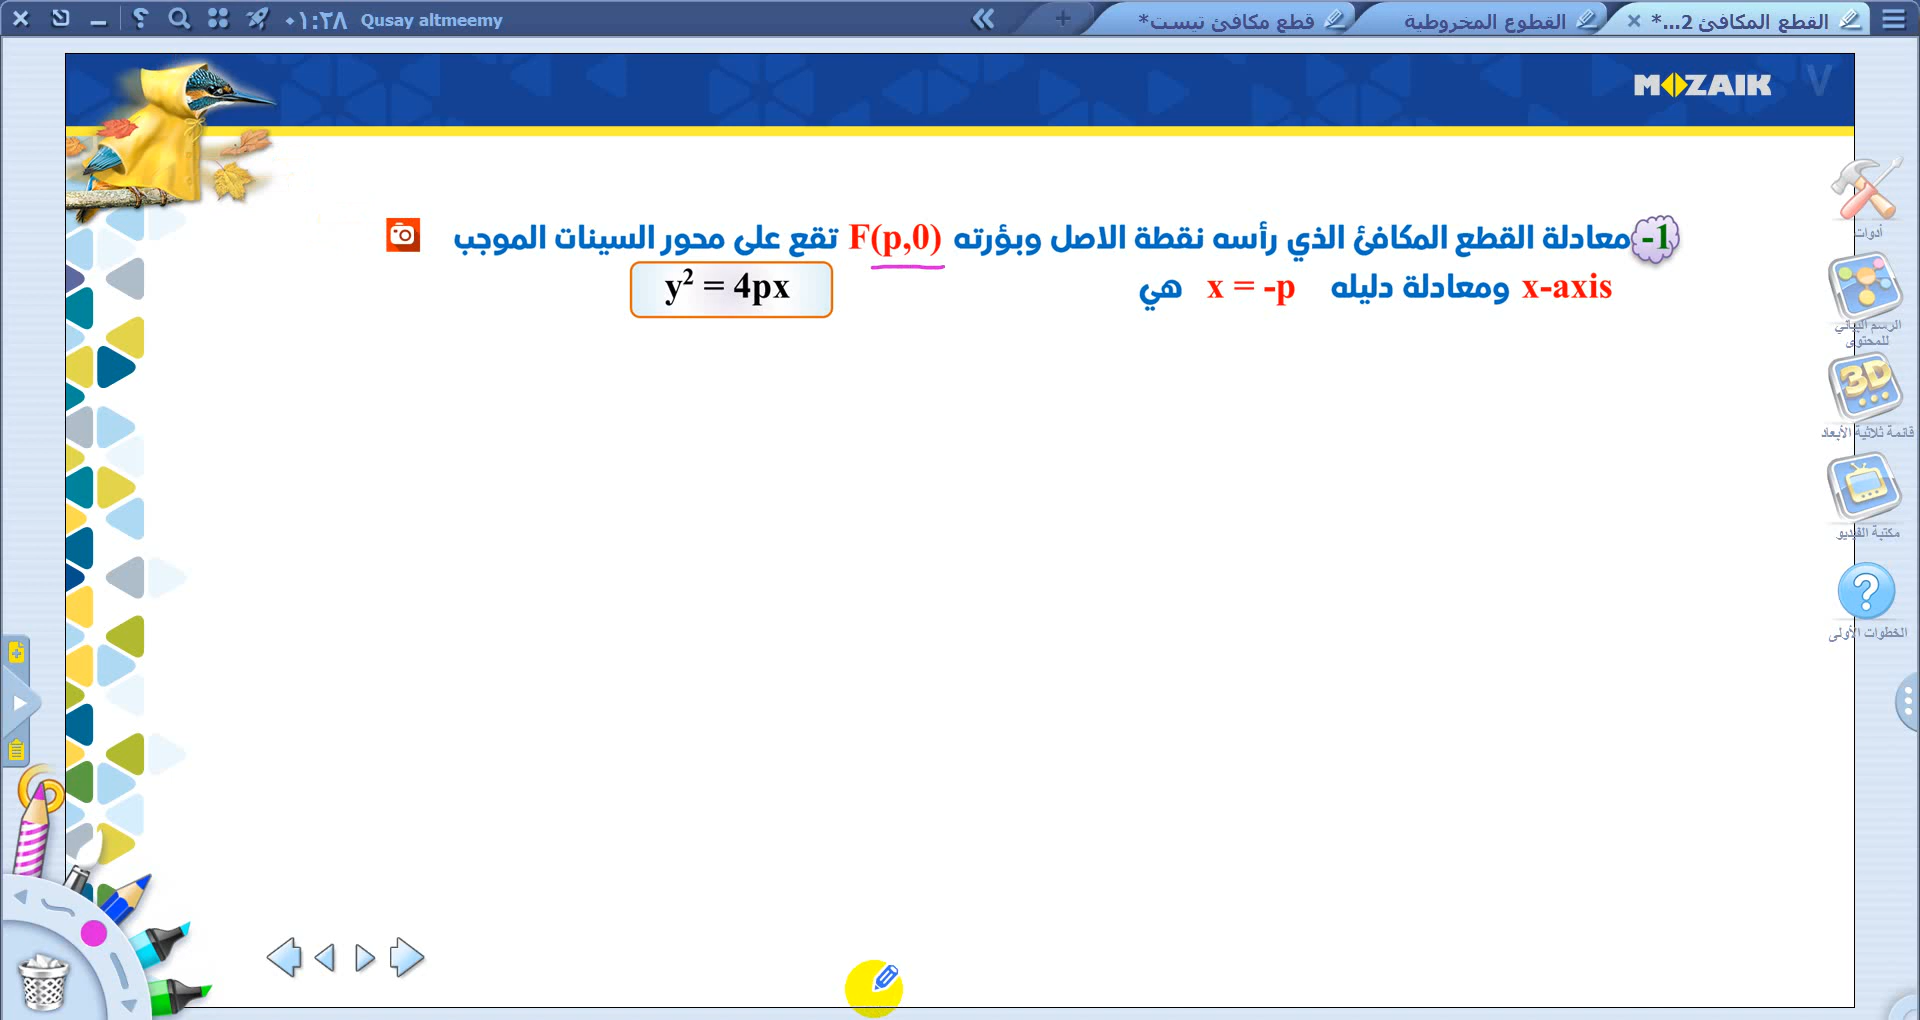 ٠١:٢٨ Qusay altmeemy
قطع مكافئ تيست*
القطوع المخروطية
القطع المكافئ 2...*
MOZAIK
1- معادلة القطع المكافئ الذي رأسه نقطة الاصل وبؤرته F(p,0) تقع على محور السينات الموجب
x-axis ومعادلة دليله x = -p هي y² = 4px
أدوات
الرسم البياني
للمحتوى
3D
قائمة ثلاثية الأبعاد
مكتبة الفيديو
الخطوات الأولى